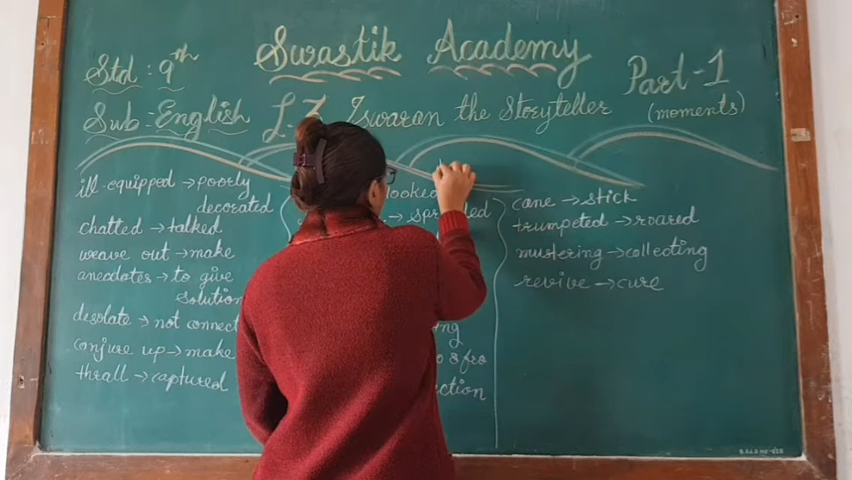 Swastik Academy
Std : 9th
Part-1
Sub : English
Iswaran the Storyteller
(moments)
ill-equipped → poorly
decorated
chatted → talked
weave out → make
anecdotes → to give
solution
desolate → not connect
conjure up → make
thrall → captured
looked
→
cane → stick
trumpeted → roared
mustering → collecting
revive → cure